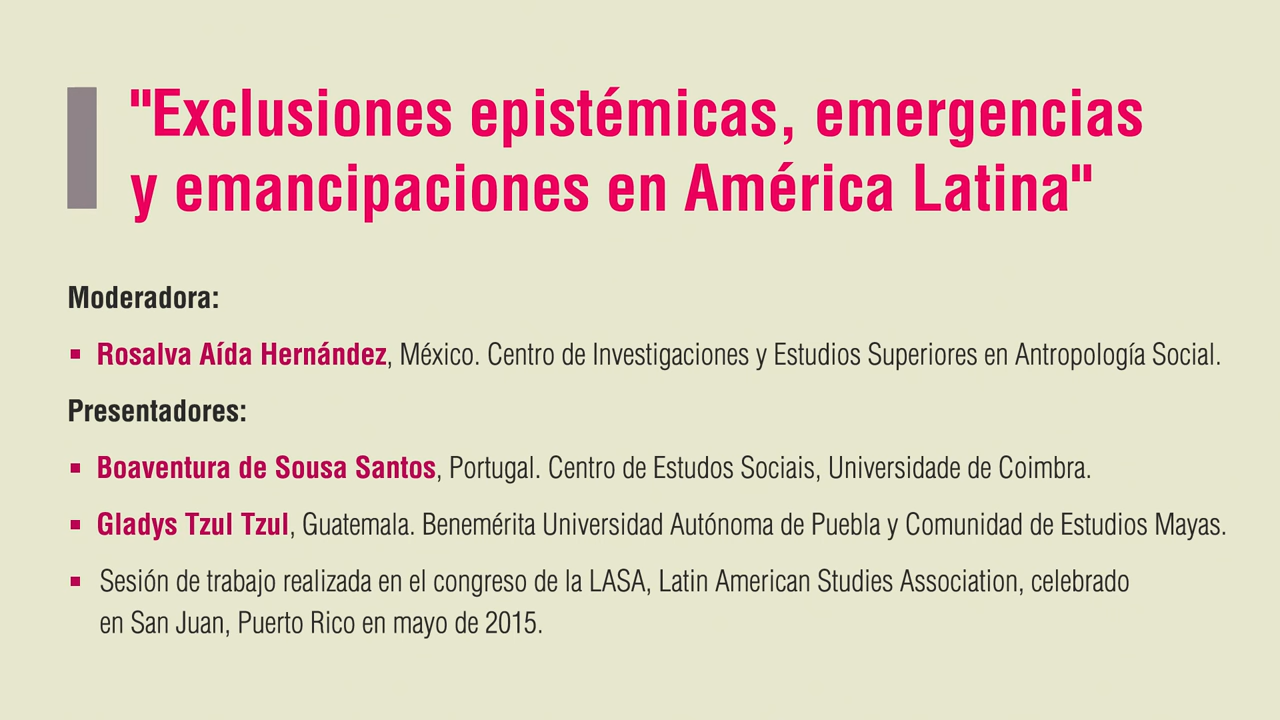 "Exclusiones epistémicas, emergencias
y emancipaciones en América Latina"
Moderadora:
▪ Rosalva Aída Hernández, México. Centro de Investigaciones y Estudios Superiores en Antropología Social.
Presentadores:
▪ Boaventura de Sousa Santos, Portugal. Centro de Estudos Sociais, Universidade de Coimbra.
▪ Gladys Tzul Tzul, Guatemala. Benemérita Universidad Autónoma de Puebla y Comunidad de Estudios Mayas.
▪ Sesión de trabajo realizada en el congreso de la LASA, Latin American Studies Association, celebrado
en San Juan, Puerto Rico en mayo de 2015.